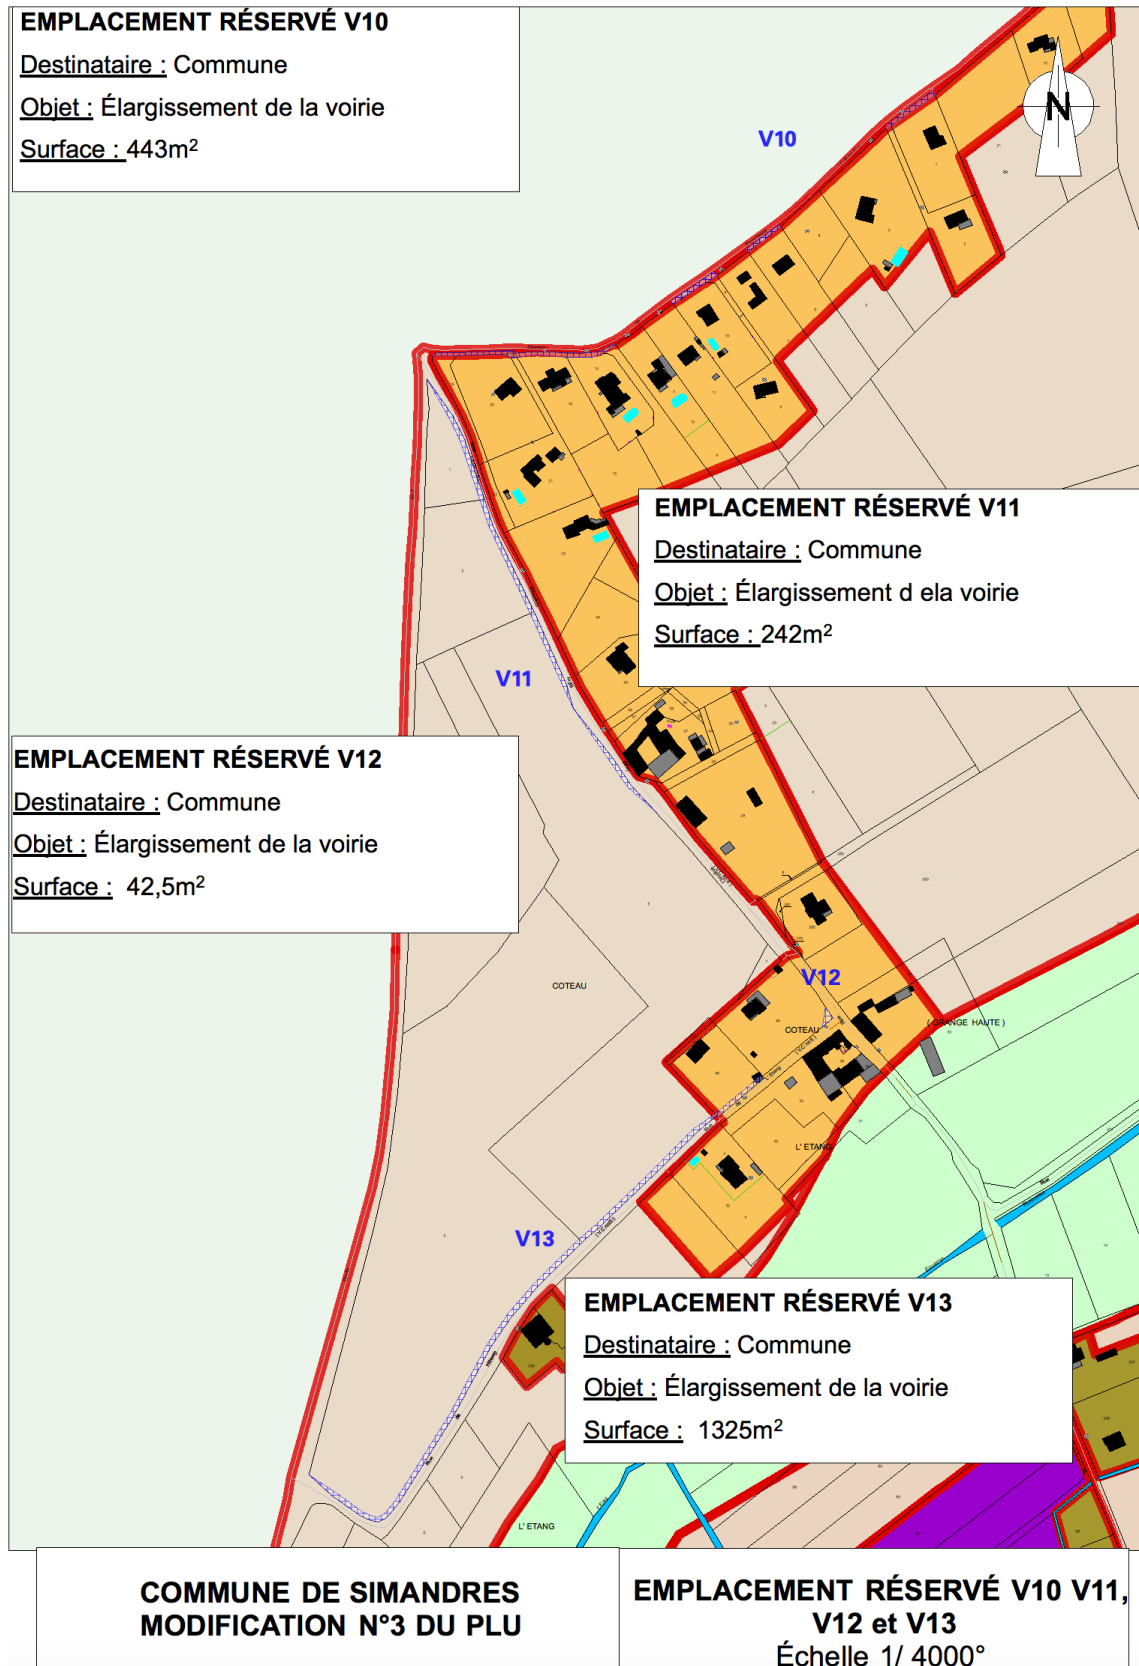 EMPLACEMENT RÉSERVÉ V10
Destinataire : Commune
Objet : Élargissement de la voirie
Surface : 443m²
N
V10
EMPLACEMENT RÉSERVÉ V11
Destinataire : Commune
Objet : Élargissement d ela voirie
Surface : 242m²
V11
EMPLACEMENT RÉSERVÉ V12
Destinataire : Commune
Objet : Élargissement de la voirie
Surface : 42,5m²
COTEAU
V12
COTEAU
( GRANGE HAUTE )
L' ETANG
V13
EMPLACEMENT RÉSERVÉ V13
Destinataire : Commune
Objet : Élargissement de la voirie
Surface : 1325m²
L' ETANG
COMMUNE DE SIMANDRES
MODIFICATION N°3 DU PLU
EMPLACEMENT RÉSERVÉ V10 V11,
V12 et V13
Échelle 1/ 4000°